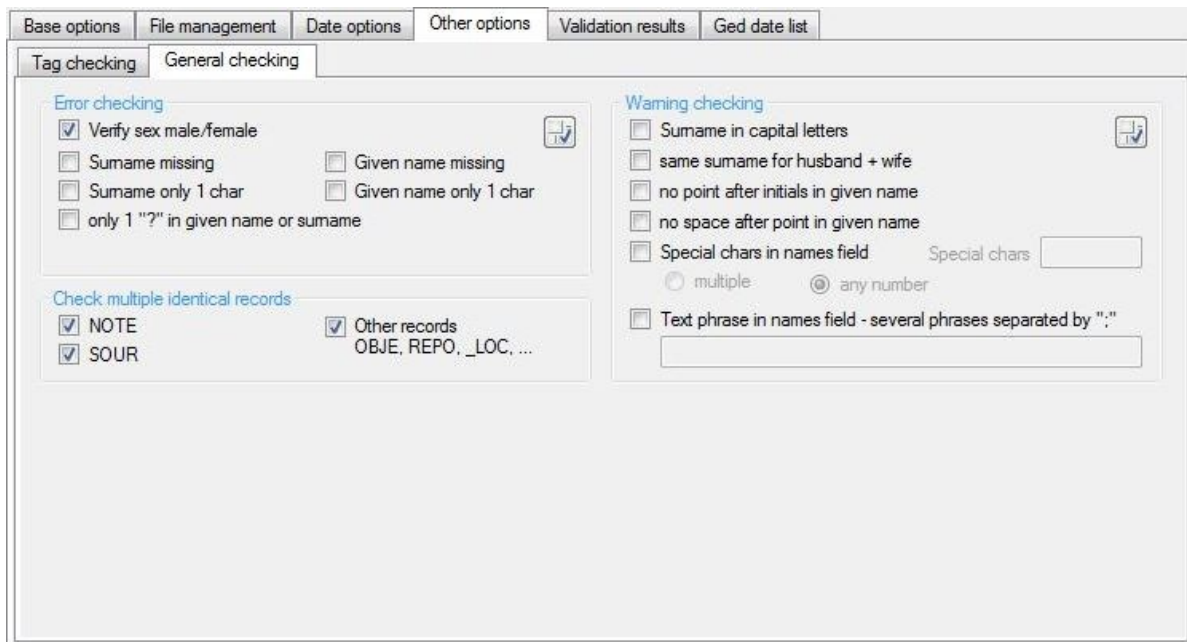 Base options File management Date options Other options Validation results Ged date list
Tag checking General checking
Error checking
Verify sex male/female
Surname missing Given name missing
Surname only 1 char Given name only 1 char
only 1 "?" in given name or surname
Check multiple identical records
NOTE Other records
SOUR OBJE, REPO, _LOC, ...
Warning checking
Surname in capital letters
same surname for husband + wife
no point after initials in given name
no space after point in given name
Special chars in names field Special chars
multiple any number
Text phrase in names field - several phrases separated by ";"